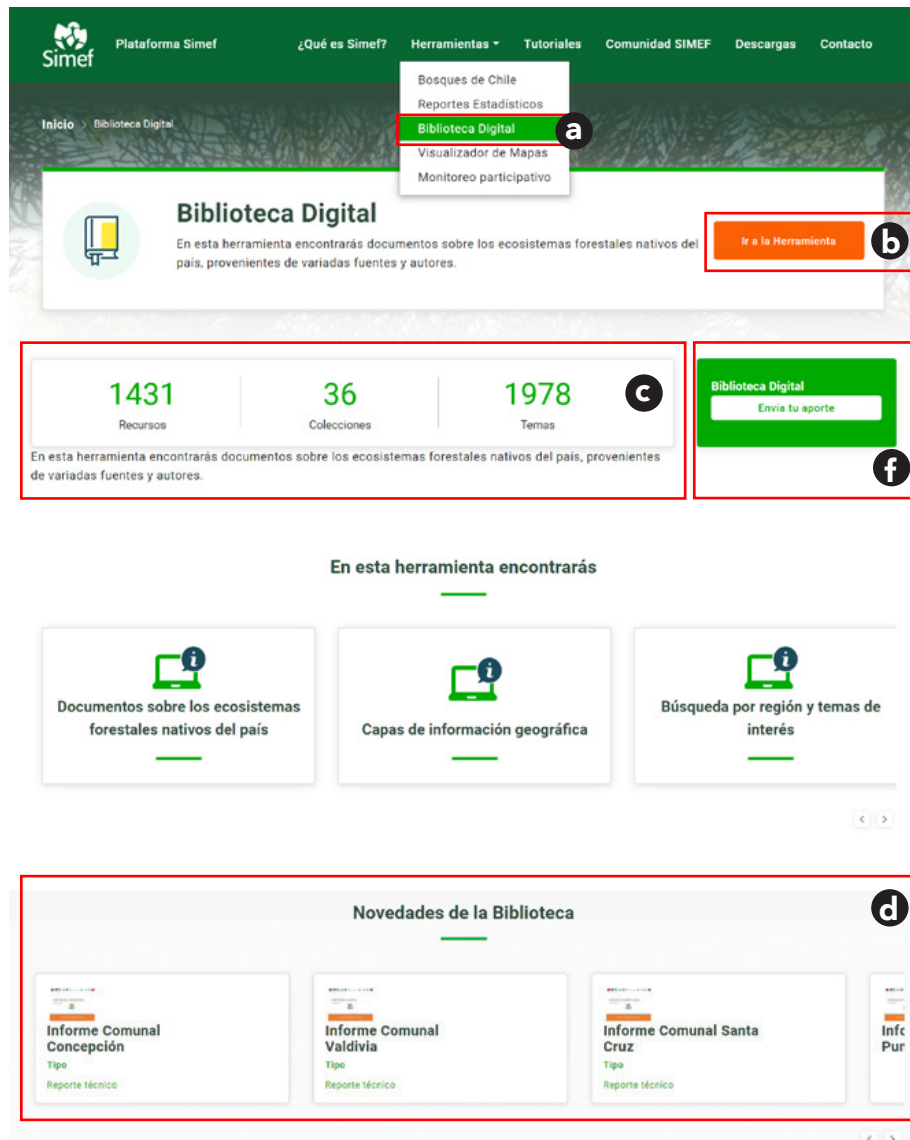 Simef
Plataforma Simef
¿Qué es Simef?
Herramientas
Tutoriales
Comunidad SIMEF
Descargas
Contacto
Bosques de Chile
Reportes Estadísticos
Biblioteca Digital
a
Visualizador de Mapas
Monitoreo participativo
Inicio > Biblioteca Digital
Biblioteca Digital
En esta herramienta encontrarás documentos sobre los ecosistemas forestales nativos del
país, provenientes de variadas fuentes y autores.
Ir a la Herramienta
b
1431
Recursos
36
Colecciones
1978
Temas
c
En esta herramienta encontrarás documentos sobre los ecosistemas forestales nativos del país, provenientes
de variadas fuentes y autores.
Biblioteca Digital
Envía tu aporte
f
En esta herramienta encontrarás
Documentos sobre los ecosistemas
forestales nativos del país
Capas de información geográfica
Búsqueda por región y temas de
interés
Novedades de la Biblioteca
d
Informe Comunal
Concepción
Tipo
Reporte técnico
Informe Comunal
Valdivia
Tipo
Reporte técnico
Informe Comunal Santa
Cruz
Tipo
Reporte técnico